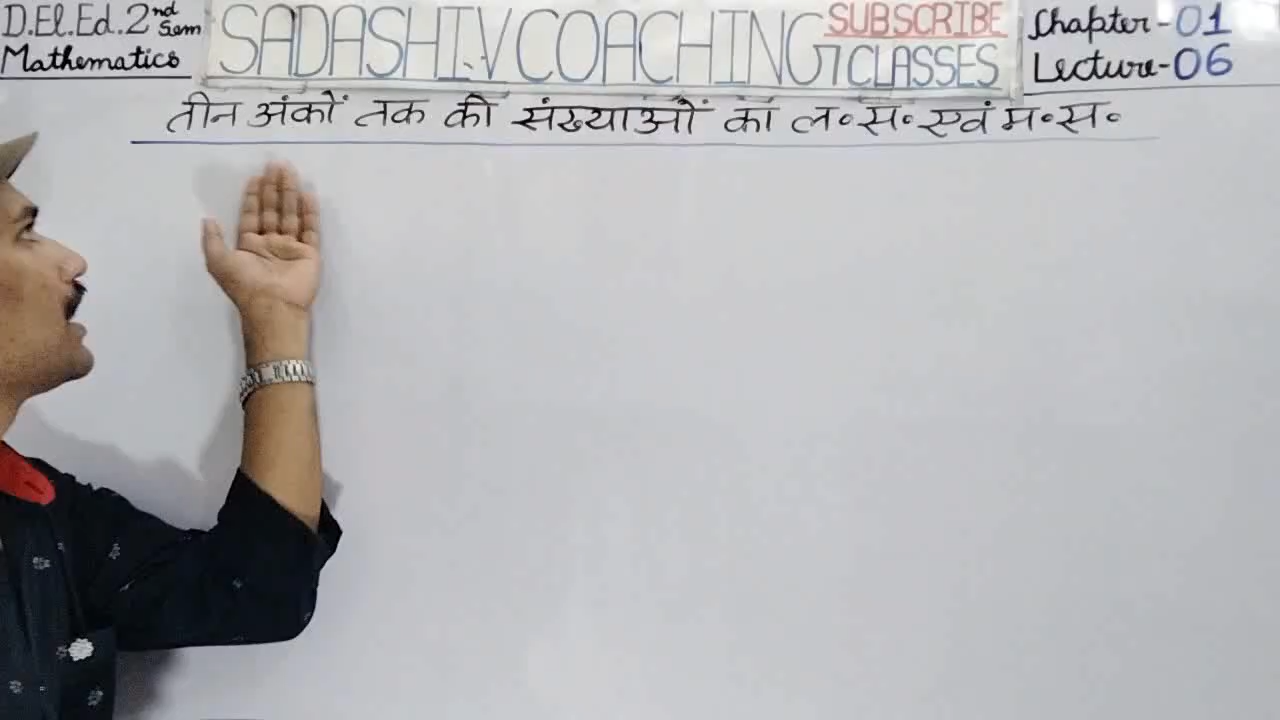 D.El.Ed. 2nd Sem
Mathematics
SADASHIV COACHING CLASSES
SUBSCRIBE
Chapter - 01
Lecture - 06
तीन अंकों तक की संख्याओं का ल॰स॰ एवं म॰स॰